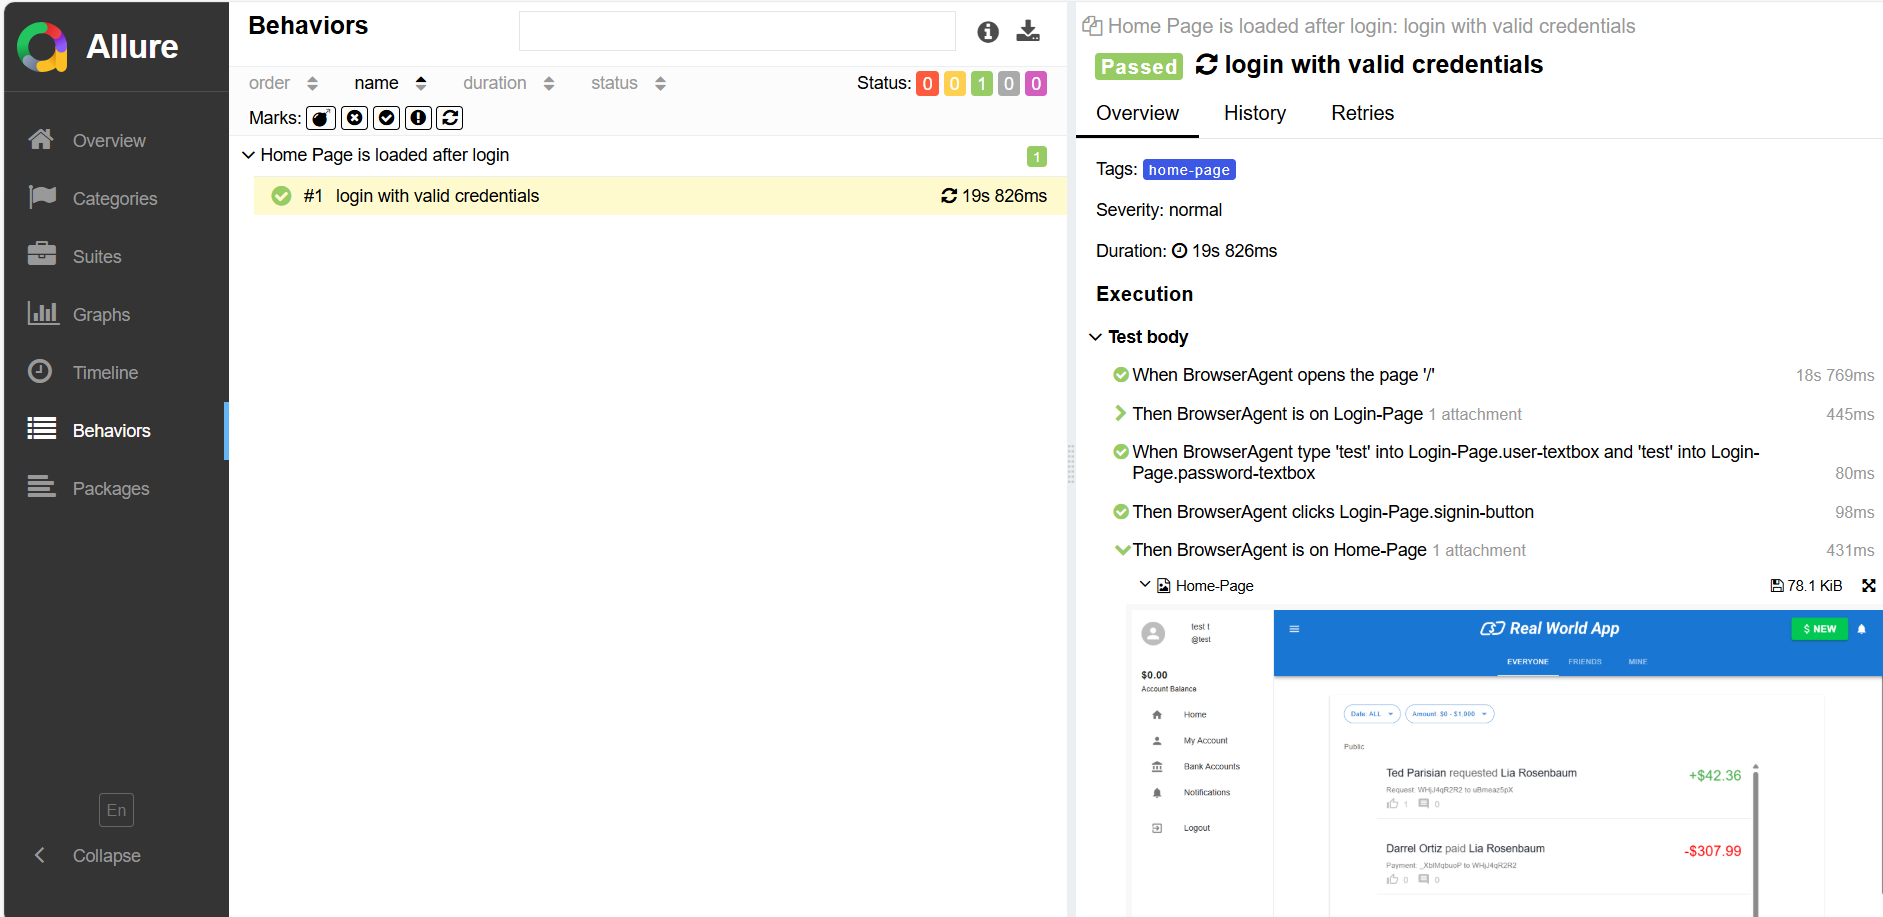 Allure
Overview
Categories
Suites
Graphs
Timeline
Behaviors
Packages
En
Collapse
Behaviors
order name duration status Status: 0 0 1 0 0
Marks:
Home Page is loaded after login 1
#1 login with valid credentials 19s 826ms
Home Page is loaded after login: login with valid credentials
Passed login with valid credentials
Overview History Retries
Tags: home-page
Severity: normal
Duration: 19s 826ms
Execution
Test body
When BrowserAgent opens the page '/' 18s 769ms
Then BrowserAgent is on Login-Page 1 attachment 445ms
When BrowserAgent type 'test' into Login-Page.user-textbox and 'test' into Login-
Page.password-textbox 80ms
Then BrowserAgent clicks Login-Page.signin-button 98ms
Then BrowserAgent is on Home-Page 1 attachment 431ms
Home-Page 78.1 KiB
test t
@test
$0.00
Account Balance
Home
My Account
Bank Accounts
Notifications
Logout
Real World App $ NEW
EVERYONE FRIENDS MINE
Date: ALL Amount: $0 - $1,000
Public
Ted Parisian requested Lia Rosenbaum +$42.36
Request: WHjJ4qR2R2 to uBmeaz5pX
1 0
Darrel Ortiz paid Lia Rosenbaum -$307.99
Payment: _XblMqbuoP to WHjJ4qR2R2
0 0